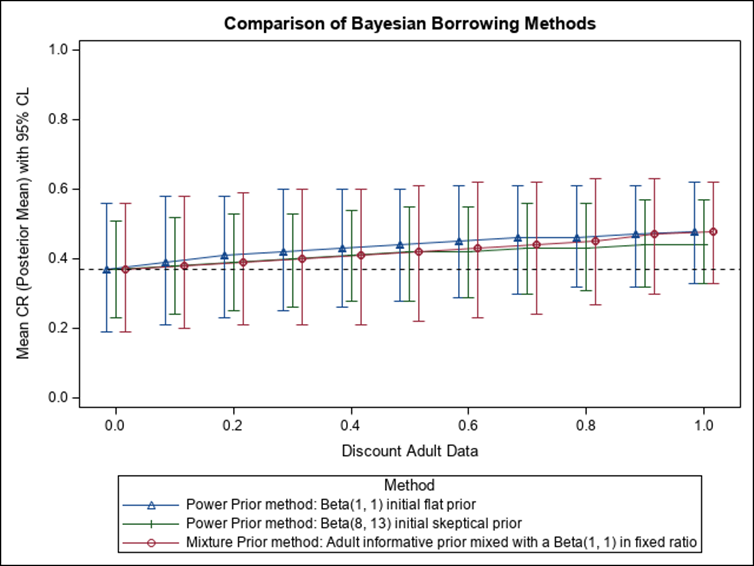 Comparison of Bayesian Borrowing Methods
Mean CR (Posterior Mean) with 95% CL
1.0
0.8
0.6
0.4
0.2
0.0
0.0 0.2 0.4 0.6 0.8 1.0
Discount Adult Data
Method
Power Prior method: Beta(1, 1) initial flat prior
Power Prior method: Beta(8, 13) initial skeptical prior
Mixture Prior method: Adult informative prior mixed with a Beta(1, 1) in fixed ratio